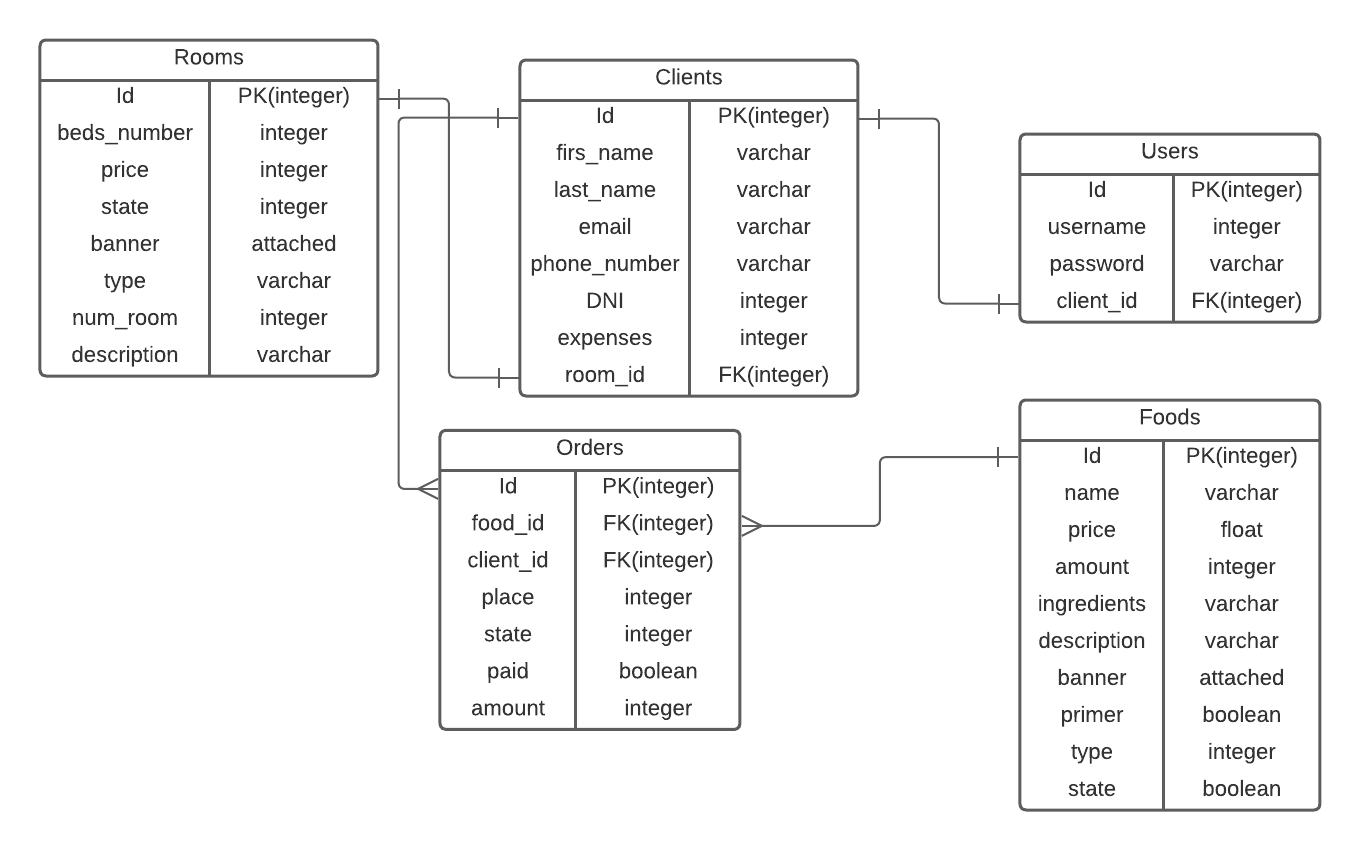 Rooms
Id PK(integer)
beds_number integer
price integer
state integer
banner attached
type varchar
num_room integer
description varchar
Clients
Id PK(integer)
firs_name varchar
last_name varchar
email varchar
phone_number varchar
DNI integer
expenses integer
room_id FK(integer)
Users
Id PK(integer)
username integer
password varchar
client_id FK(integer)
Orders
Id PK(integer)
food_id FK(integer)
client_id FK(integer)
place integer
state integer
paid boolean
amount integer
Foods
Id PK(integer)
name varchar
price float
amount integer
ingredients varchar
description varchar
banner attached
primer boolean
type integer
state boolean